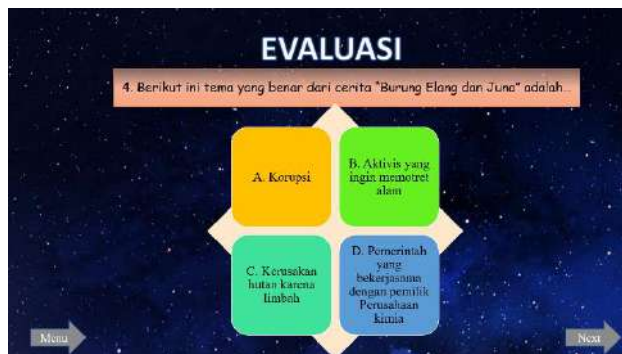 EVALUASI
4. Berikut ini tema yang benar dari cerita "Burung Elang dan Juna" adalah...
A. Korupsi
B. Aktivis yang
ingin memotret
alam
C. Kerusakan
hutan karena
limbah
D. Pemerintah
yang
bekerjasama
dengan pemilik
Perusahaan
kimia
Menu
Next